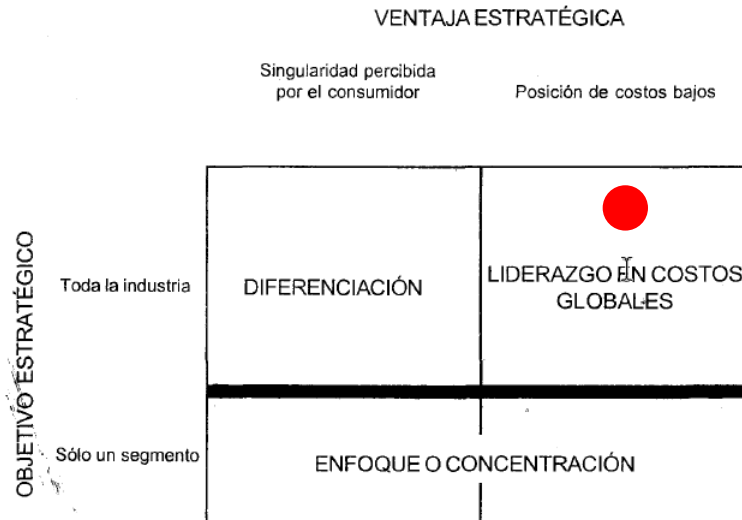 VENTAJA ESTRATÉGICA
Singularidad percibida
por el consumidor
Posición de costos bajos
OBJETIVO ESTRATÉGICO
Toda la industria
DIFERENCIACIÓN
LIDERAZGO EN COSTOS
GLOBALES
Sólo un segmento
ENFOQUE O CONCENTRACIÓN